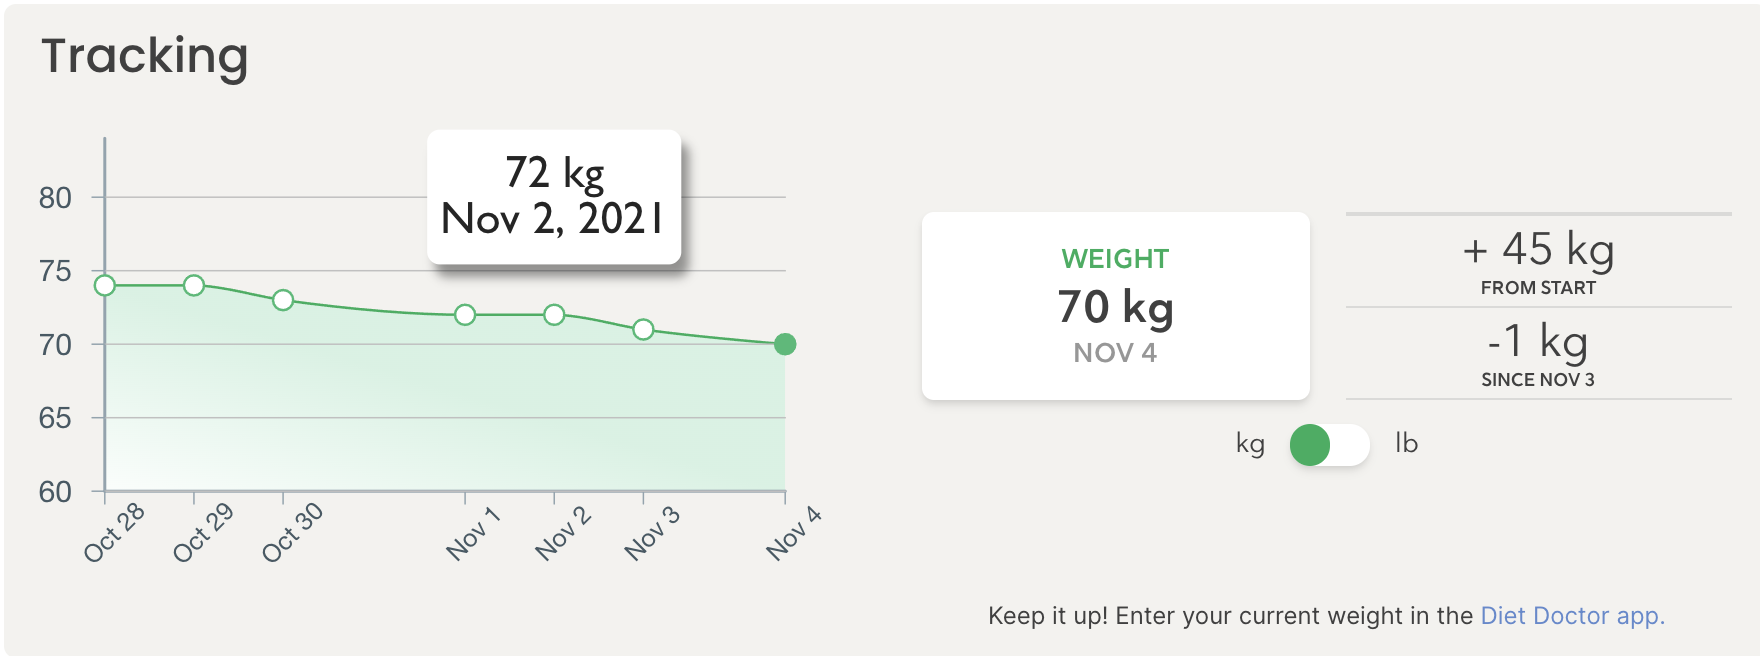 Tracking
72 kg
Nov 2, 2021
80
75
70
65
60
Oct 28
Oct 29
Oct 30
Nov 1
Nov 2
Nov 3
Nov 4
WEIGHT
70 kg
NOV 4
+ 45 kg
FROM START
-1 kg
SINCE NOV 3
kg lb
Keep it up! Enter your current weight in the Diet Doctor app.